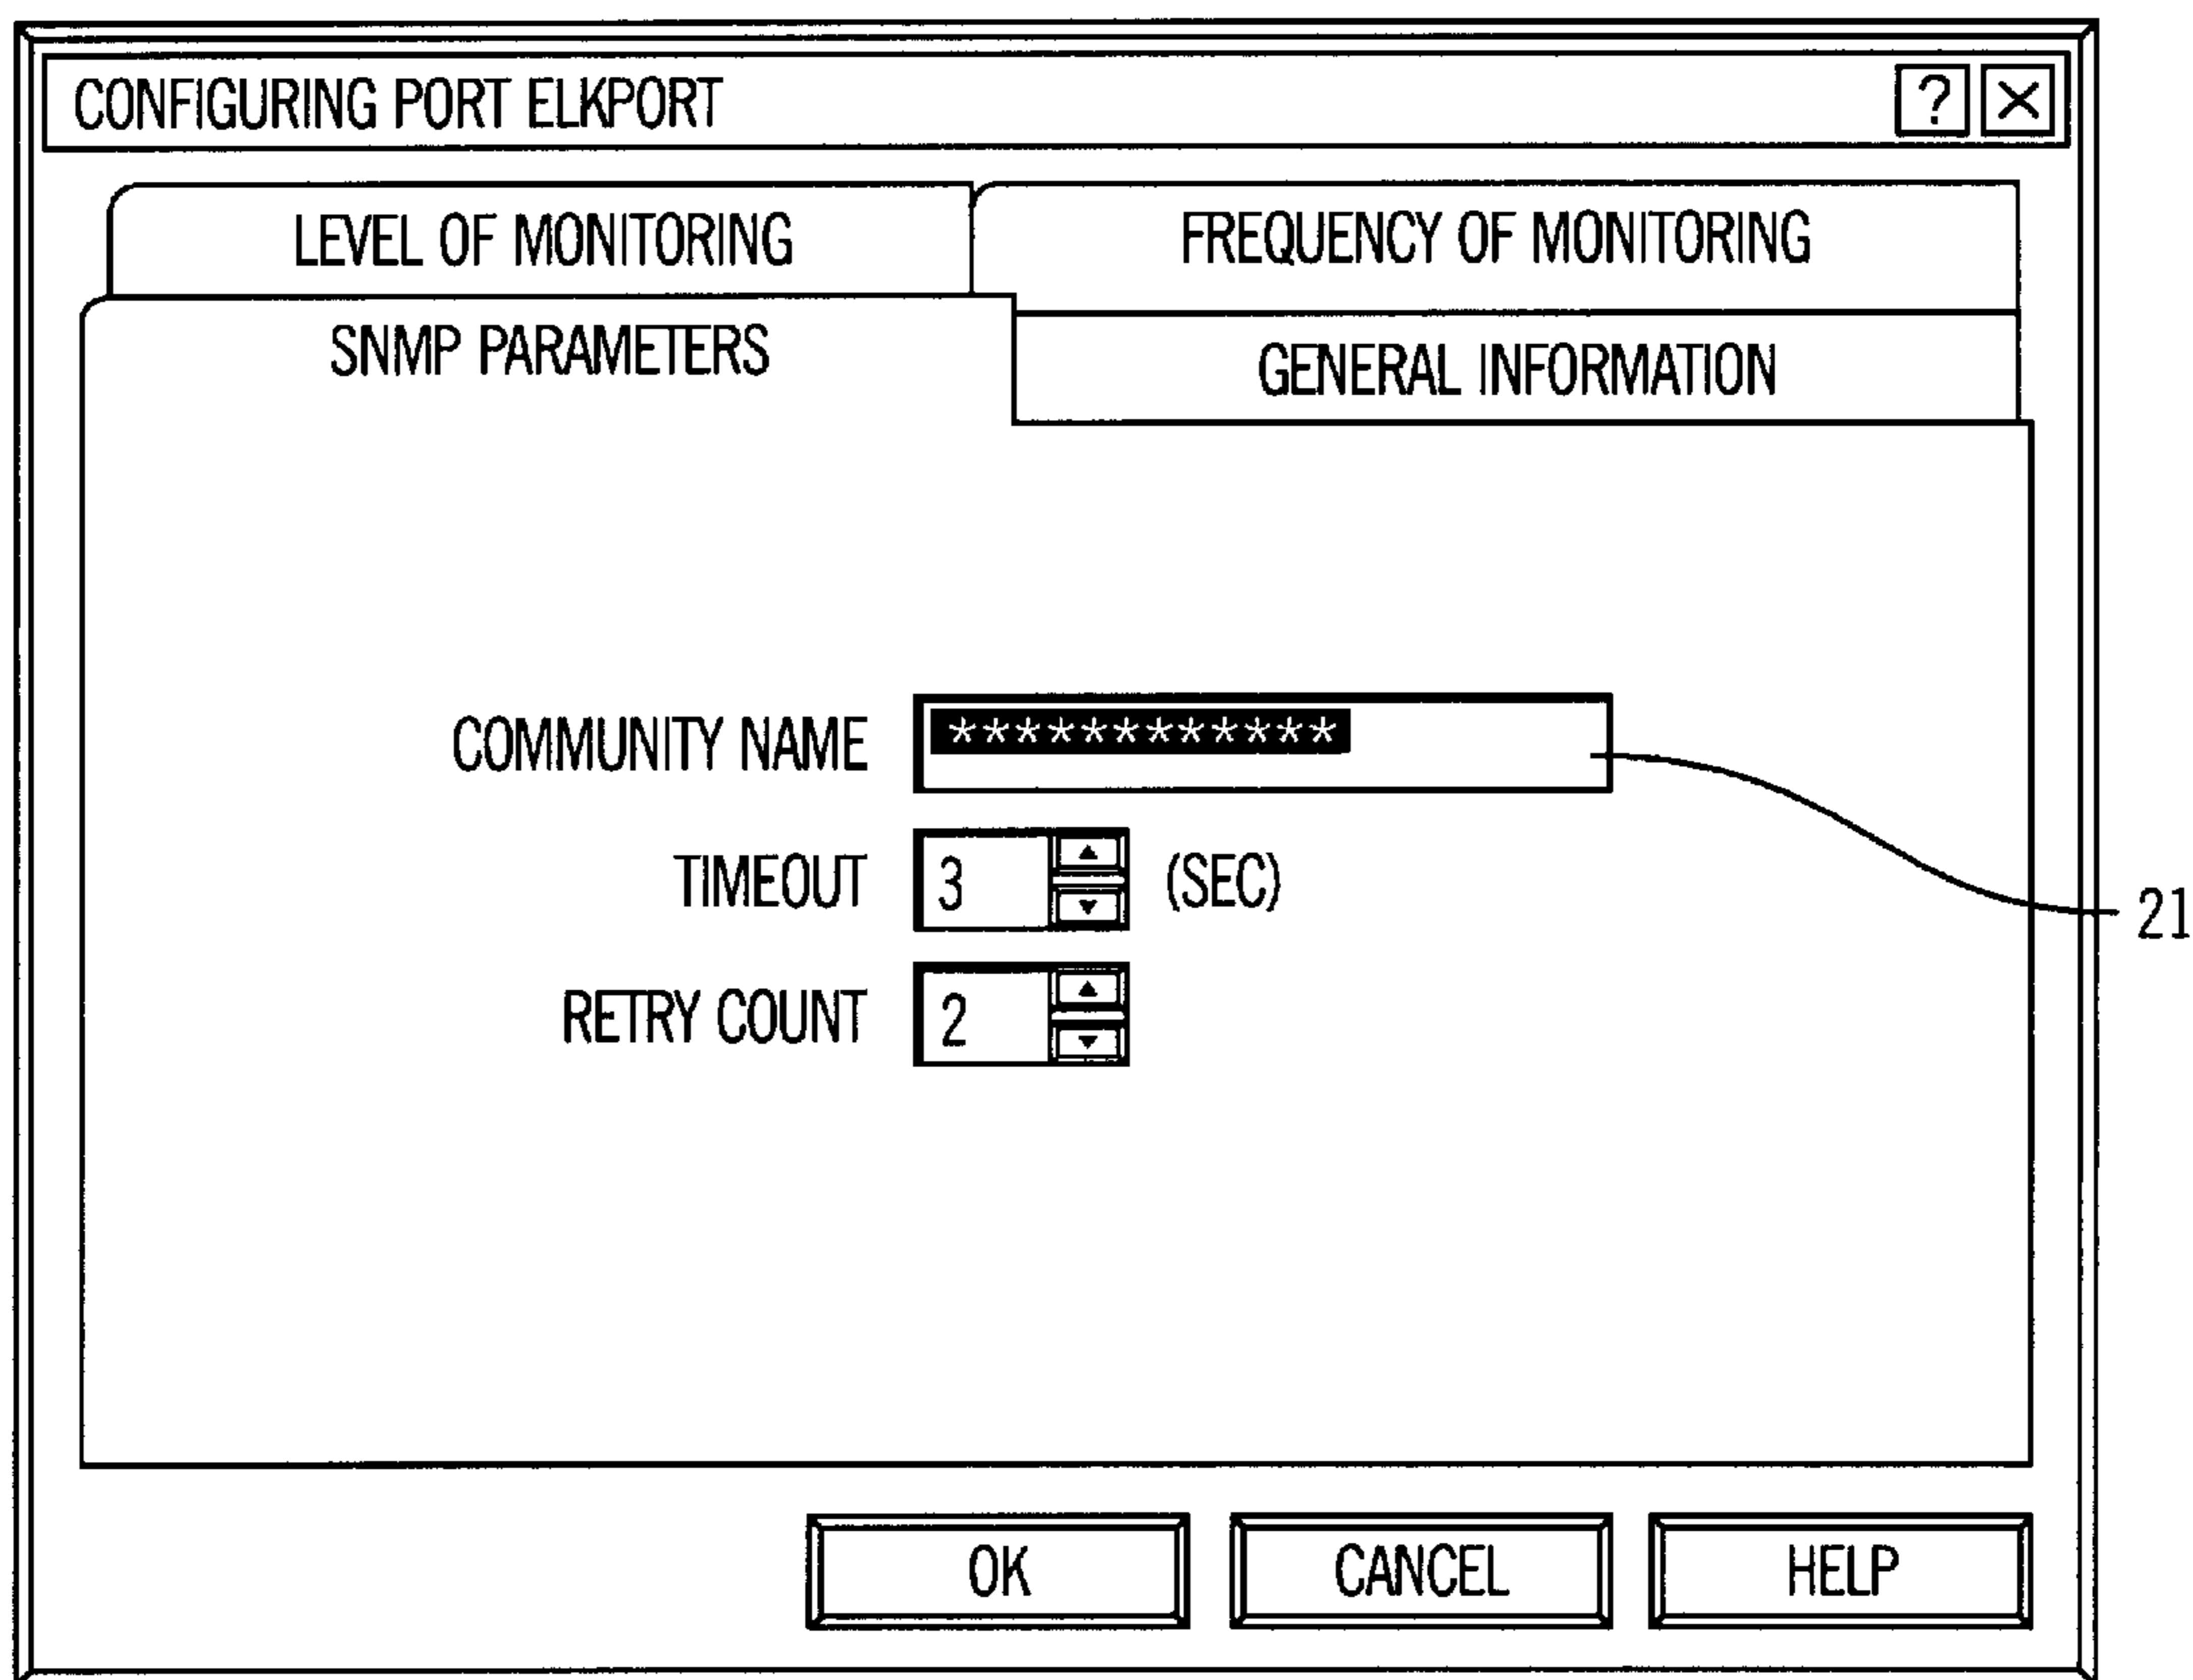 CONFIGURING PORT ELKPORT ? X
LEVEL OF MONITORING FREQUENCY OF MONITORING
SNMP PARAMETERS GENERAL INFORMATION
COMMUNITY NAME ************
TIMEOUT 3 (SEC)
21
RETRY COUNT 2
OK CANCEL HELP